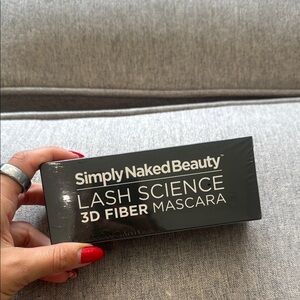 Simply Naked Beauty
LASH SCIENCE
3D FIBER MASCARA